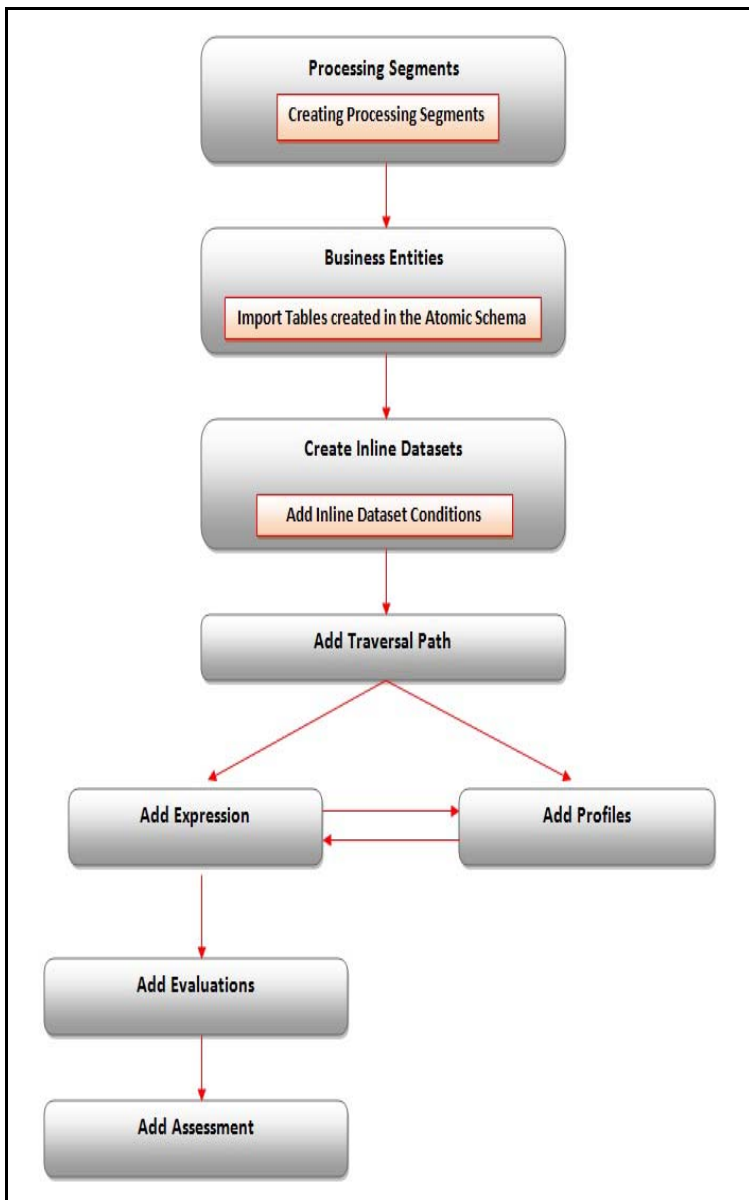 Processing Segments
Creating Processing Segments
Business Entities
Import Tables created in the Atomic Schema
Create Inline Datasets
Add Inline Dataset Conditions
Add Traversal Path
Add Expression
Add Profiles
Add Evaluations
Add Assessment